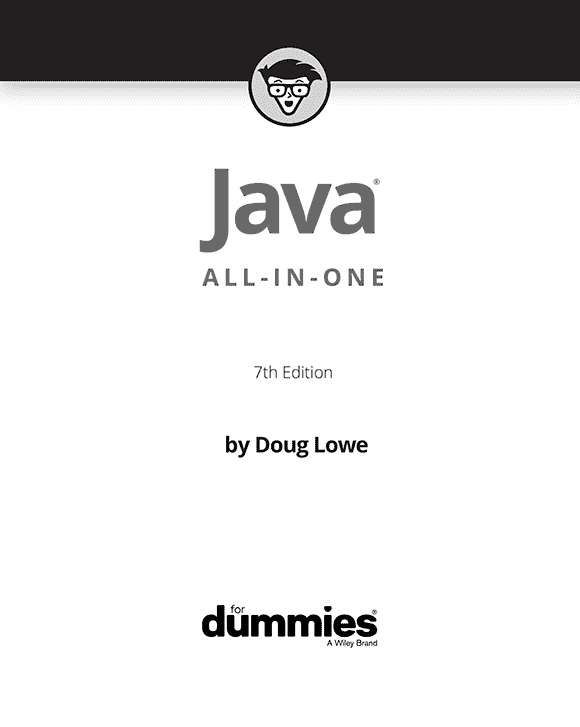 Java®
ALL-IN-ONE
7th Edition
by Doug Lowe
for
dummies®
A Wiley Brand